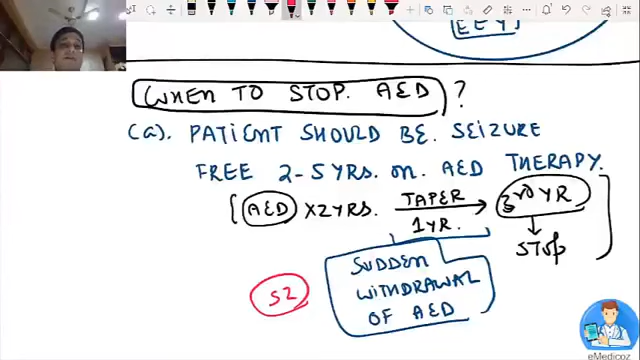 EEG
WHEN TO STOP AED ?
(a). PATIENT SHOULD BE SEIZURE
FREE 2-5 YRS. on AED THERAPY.
[ AED X2YRS. TAPER 1YR. → 3rd YR ]
↓
STOP
SZ
SUDDEN
WITHDRAWAL
OF AED
eMedicoz